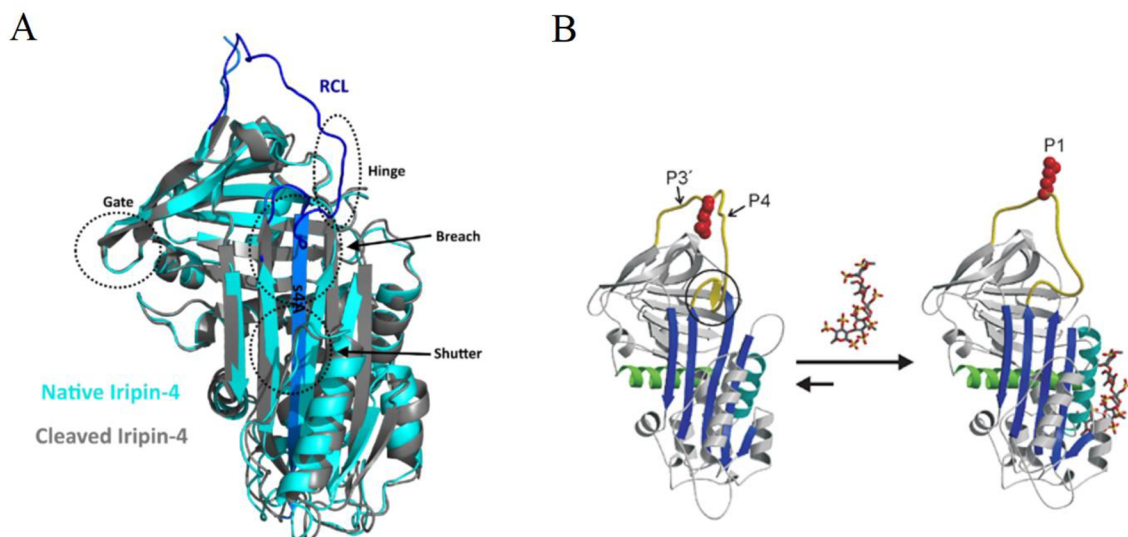 A
B
RCL
Hinge
Gate
Breach
s4A
Shutter
Native Iripin-4
Cleaved Iripin-4
P3´
P4
P1